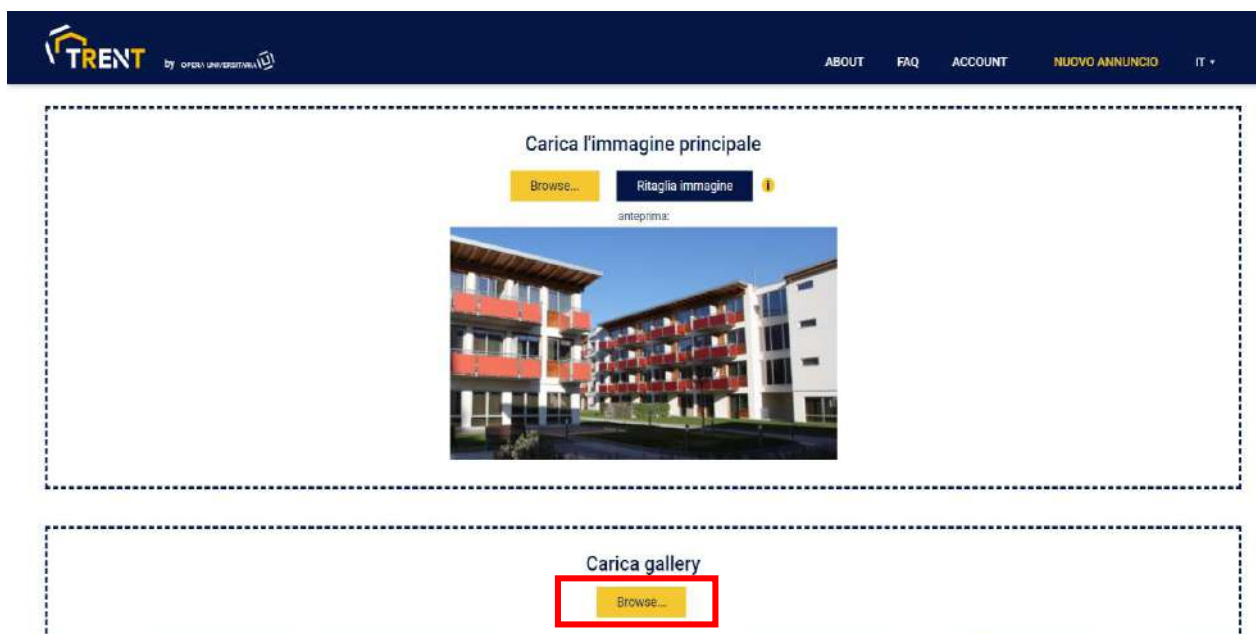 TRENT by OPERA UNIVERSITARIA
ABOUT FAQ ACCOUNT NUOVO ANNUNCIO IT
Carica l'immagine principale
Browse... Ritaglia immagine i
anteprima:
Carica gallery
Browse...